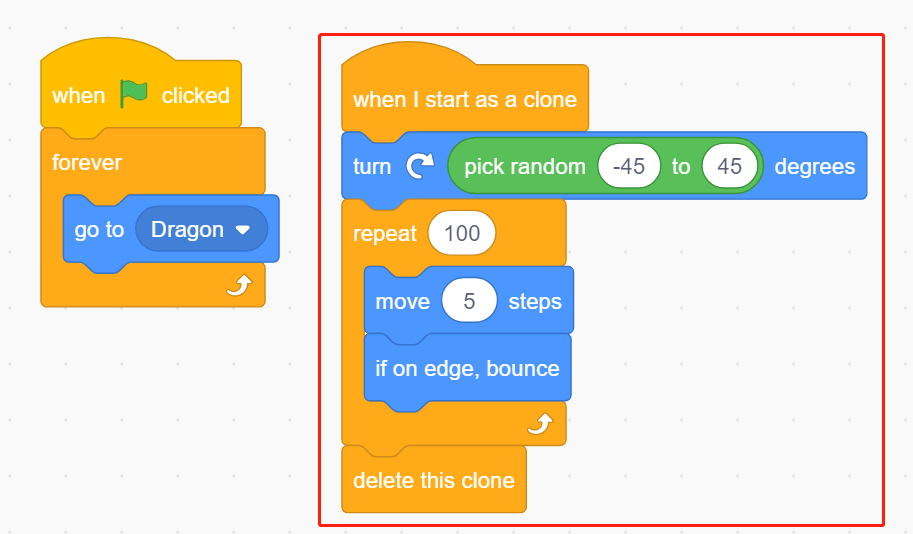 when clicked
forever
go to Dragon
when I start as a clone
turn pick random -45 to 45 degrees
repeat 100
move 5 steps
if on edge, bounce
delete this clone